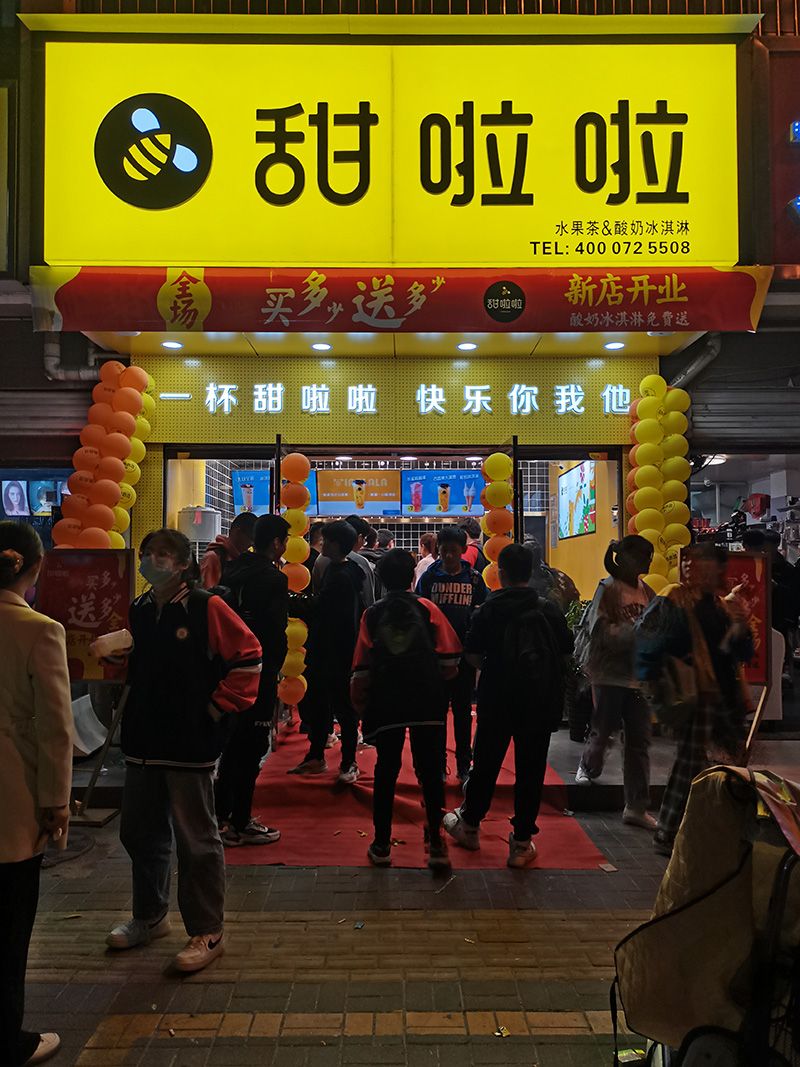 甜啦啦
水果茶&酸奶冰淇淋
TEL: 400 072 5508
全场 买多少送多少 甜啦啦 新店开业
酸奶冰淇淋免费送
一杯甜啦啦 快乐你我他
DUNDER
MIFFLIN
买多
送多